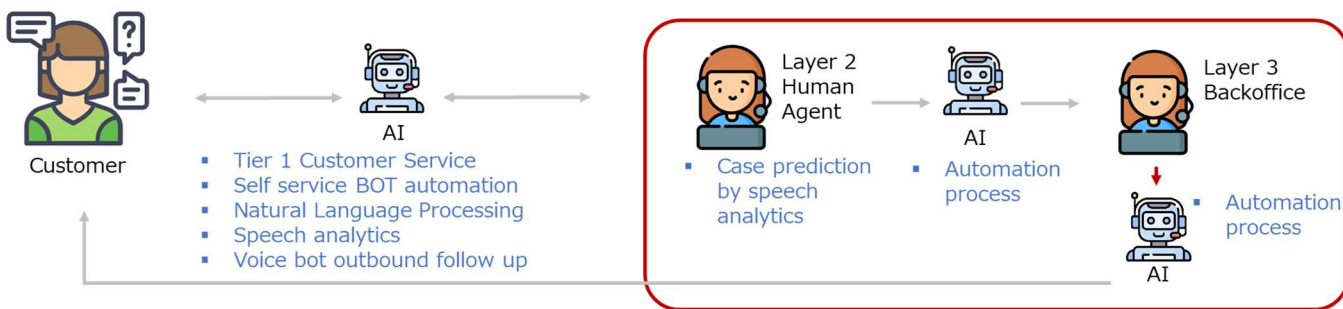 Customer
AI
▪ Tier 1 Customer Service
▪ Self service BOT automation
▪ Natural Language Processing
▪ Speech analytics
▪ Voice bot outbound follow up
Layer 2
Human
Agent
▪ Case prediction
by speech
analytics
AI
▪ Automation
process
Layer 3
Backoffice
AI
▪ Automation
process